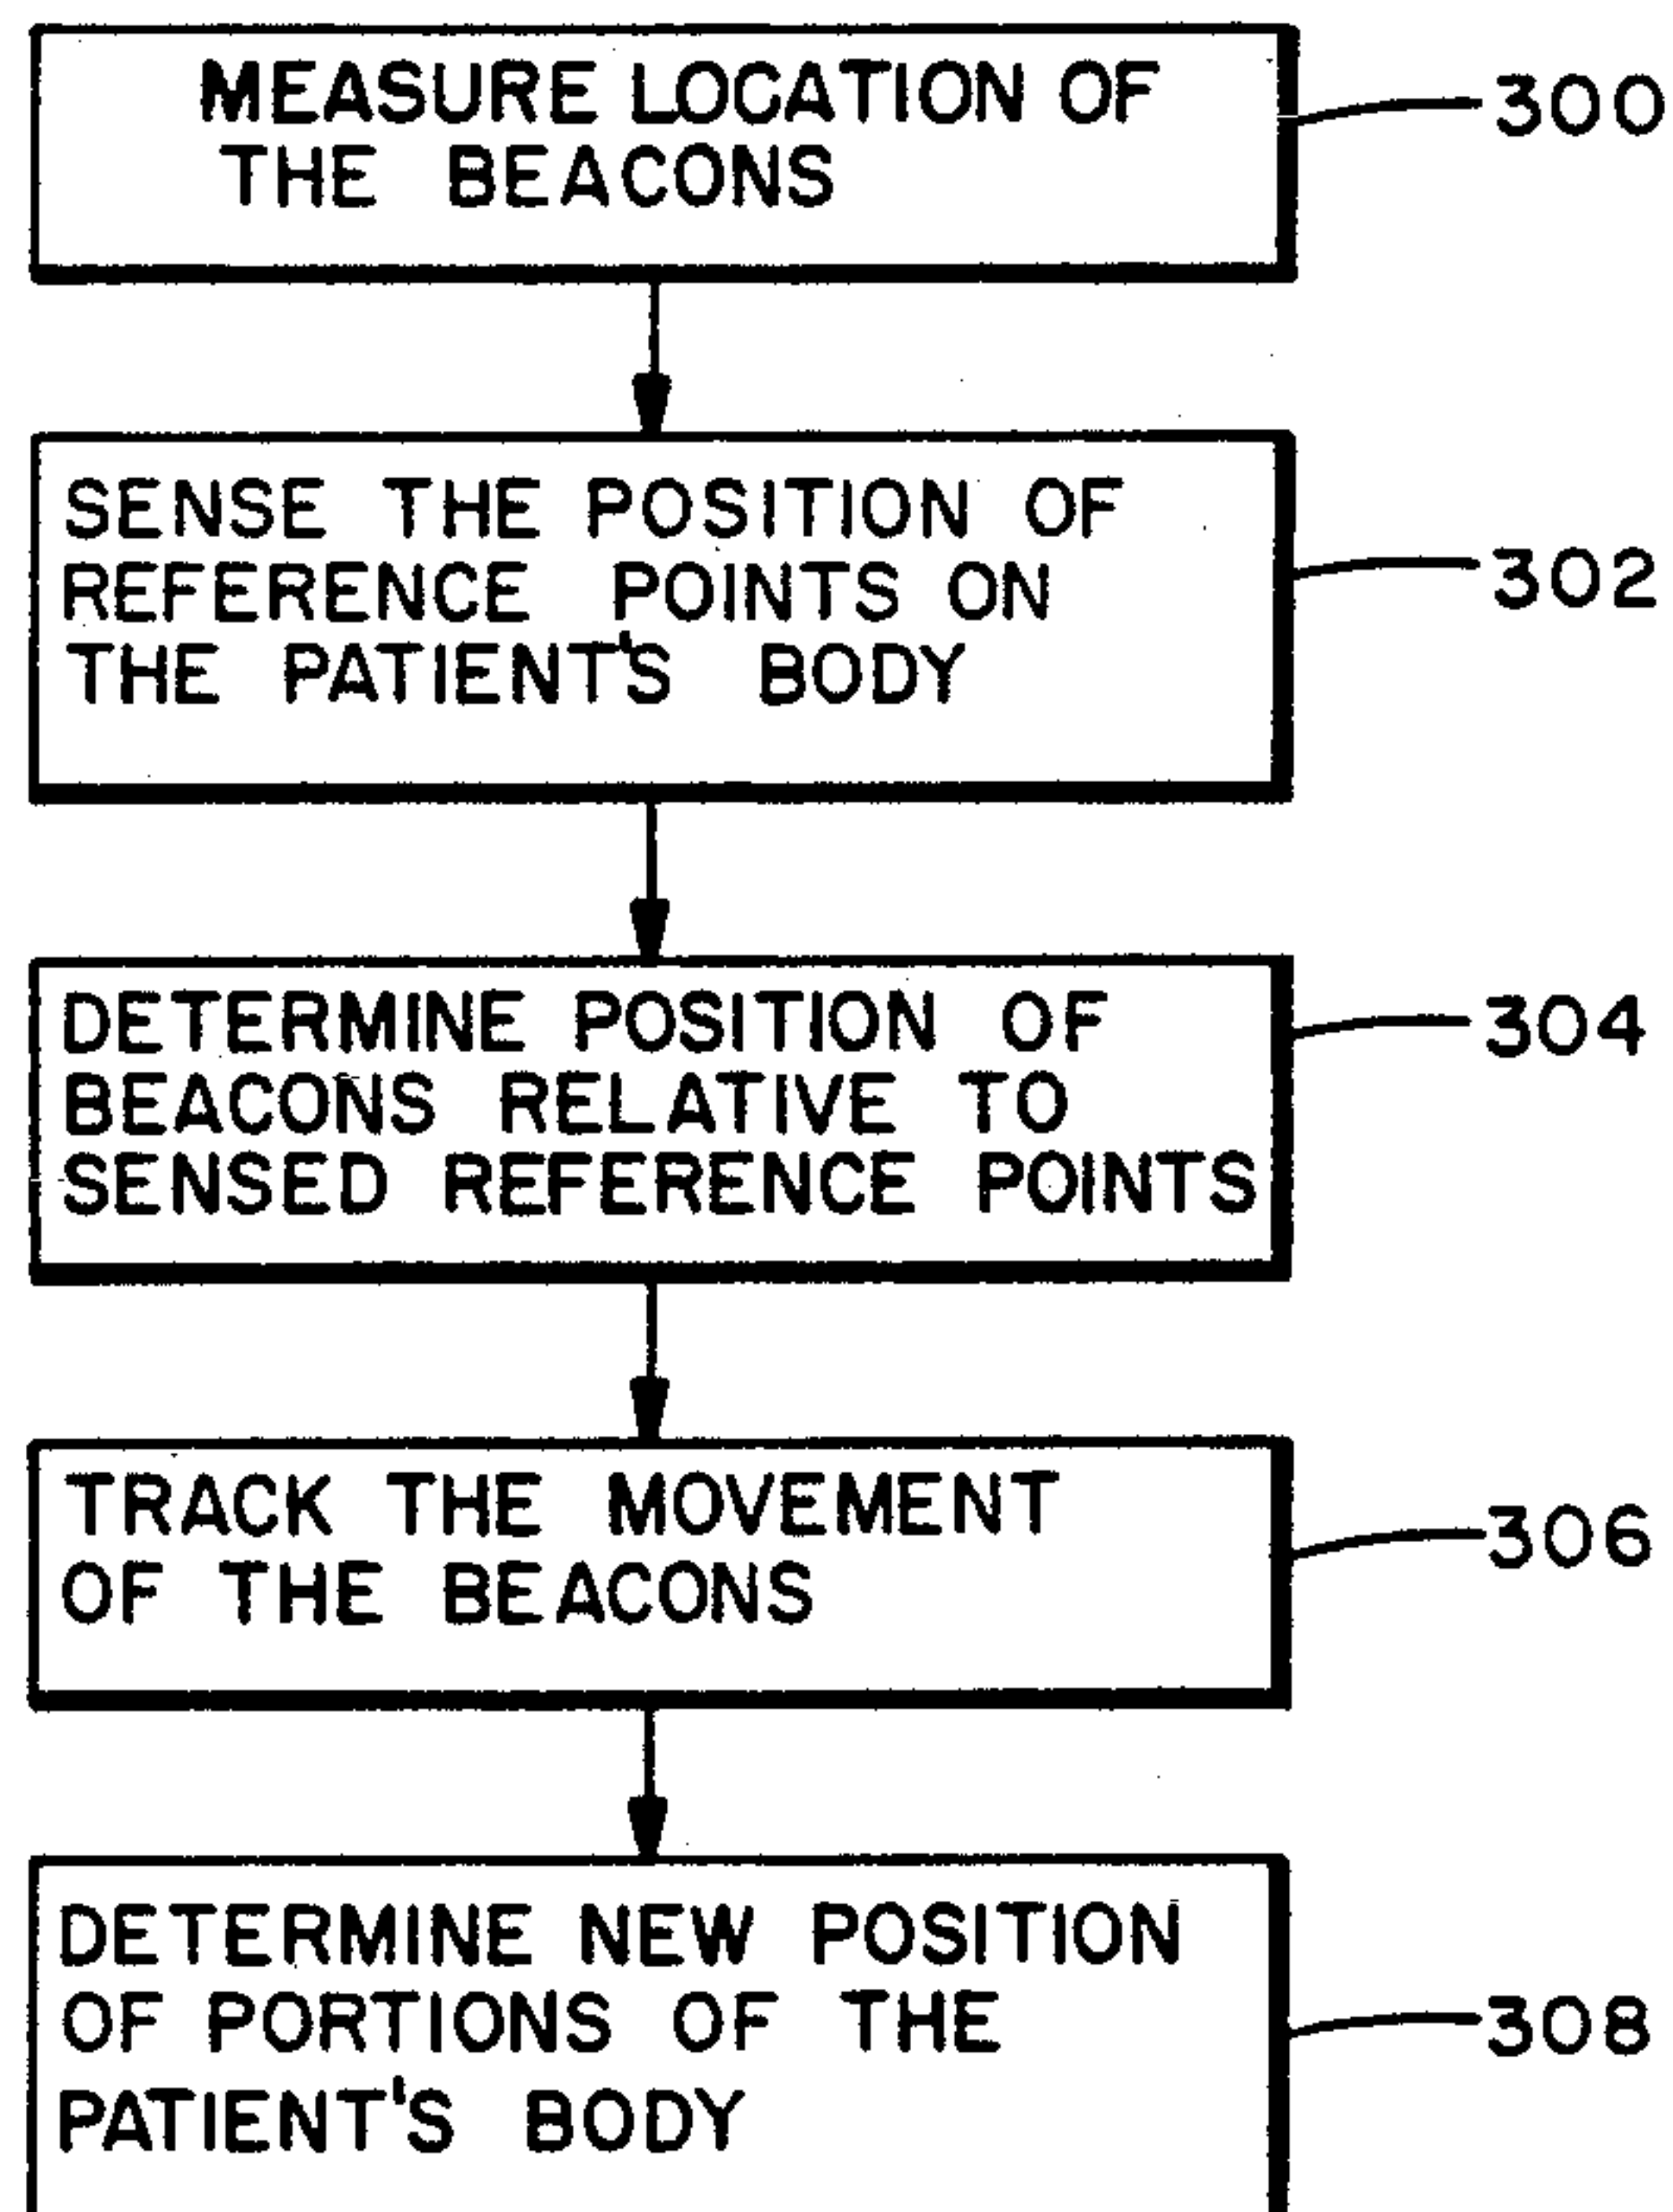 MEASURE LOCATION OF
THE BEACONS
300
SENSE THE POSITION OF
REFERENCE POINTS ON
THE PATIENT'S BODY
302
DETERMINE POSITION OF
BEACONS RELATIVE TO
SENSED REFERENCE POINTS
304
TRACK THE MOVEMENT
OF THE BEACONS
306
DETERMINE NEW POSITION
OF PORTIONS OF THE
PATIENT'S BODY
308